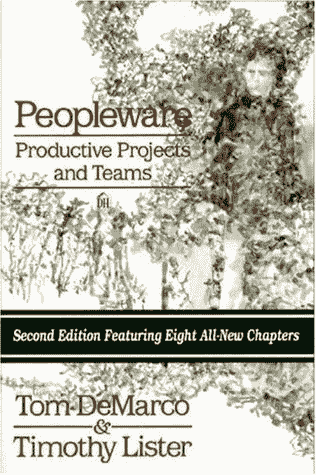 Peopleware
Productive Projects
and Teams
DH
Second Edition Featuring Eight All-New Chapters
Tom DeMarco
&
Timothy Lister